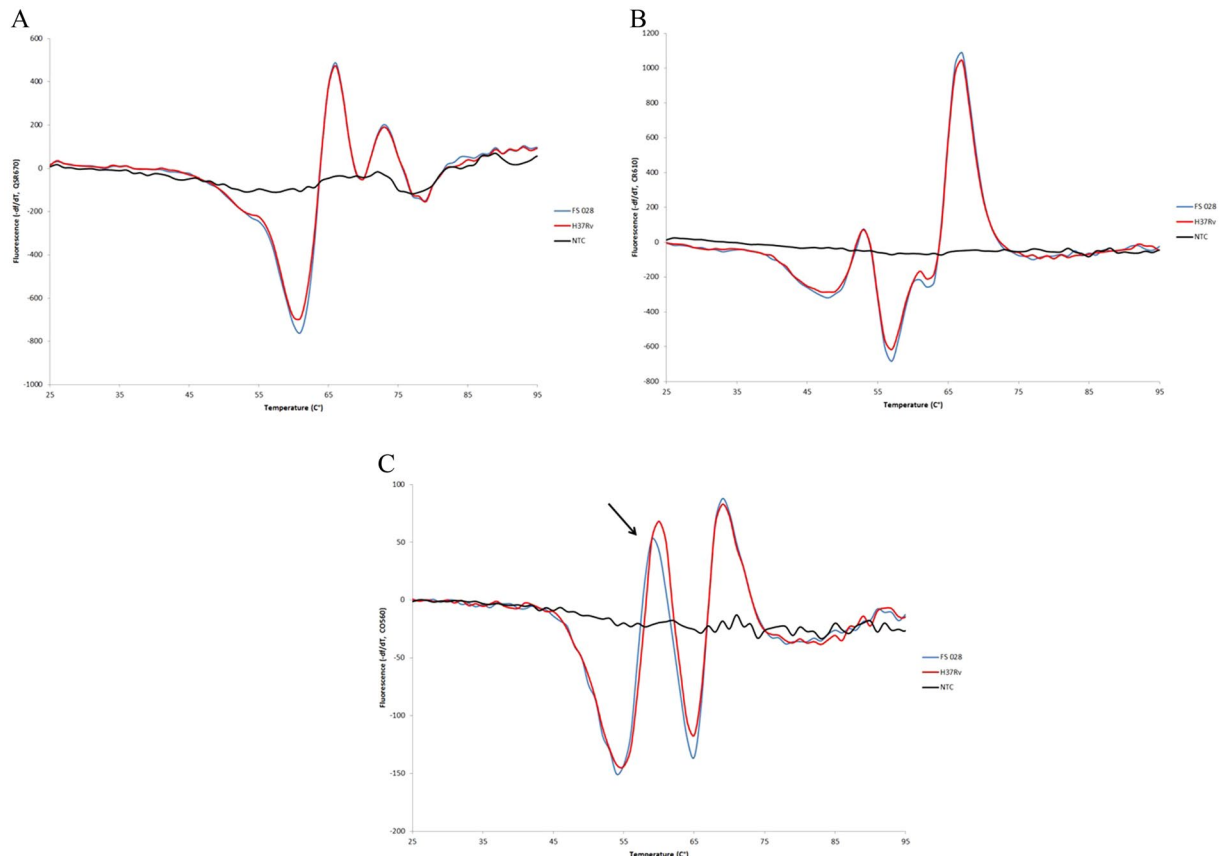 A
600
400
200
0
-200
-400
-600
-800
-1000
25
35
45
55
65
75
85
95
Fluorescence (-df/dT, QSR670)
Temperature (C°)
FS 028
H37Rv
NTC
B
1200
1000
800
600
400
200
0
-200
-400
-600
-800
25
35
45
55
65
75
85
95
Fluorescence (-df/dT, CR610)
Temperature (C°)
FS 028
H37Rv
NTC
C
100
50
0
-50
-100
-150
-200
25
35
45
55
65
75
85
95
Fluorescence (-df/dT, CO560)
Temperature (C°)
FS 028
H37Rv
NTC